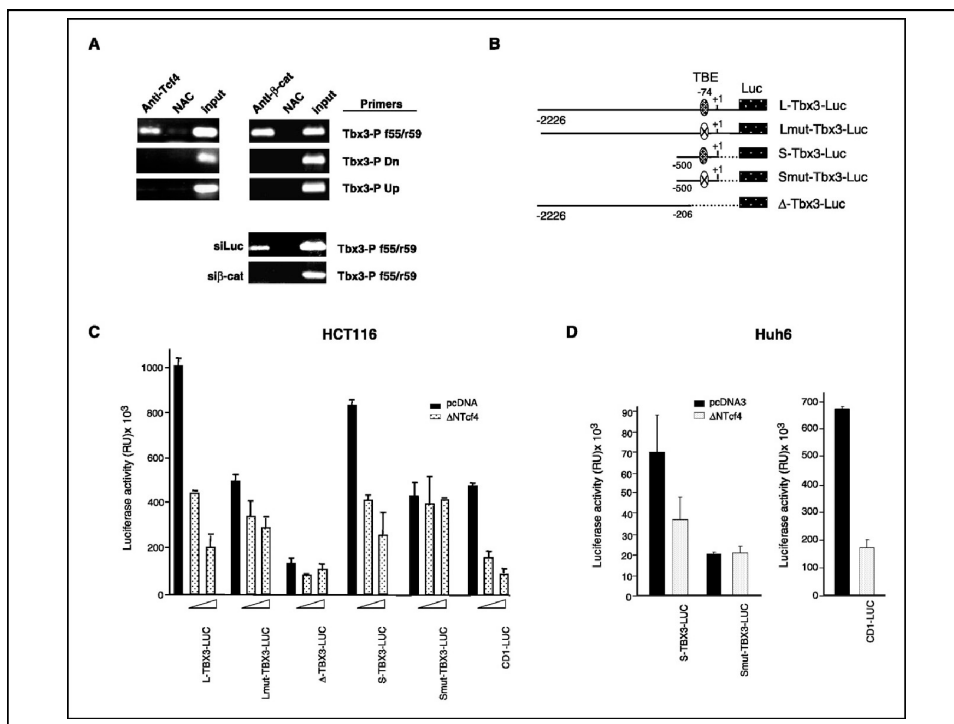 A
Anti-Tcf4 NAC input Anti-β-cat NAC input
Primers
Tbx3-P f55/r59
Tbx3-P Dn
Tbx3-P Up
siLuc Tbx3-P f55/r59
siβ-cat Tbx3-P f55/r59
B
TBE Luc
-74 +1
-2226 L-Tbx3-Luc
+1 Lmut-Tbx3-Luc
+1
-500 S-Tbx3-Luc
+1
-500 Smut-Tbx3-Luc
-2226 -206 Δ-Tbx3-Luc
C HCT116
pcDNA
ΔNTcf4
Luciferase activity (RU)x 10³
1000
800
600
400
200
0
L-TBX3-LUC
Lmut-TBX3-LUC
Δ-TBX3-LUC
S-TBX3-LUC
Smut-TBX3-LUC
CD1-LUC
D Huh6
pcDNA3
ΔNTcf4
Luciferase activity (RU)x 10³
90
80
70
60
50
40
30
20
10
0
S-TBX3-LUC
Smut-TBX3-LUC
Luciferase activity (RU)x 10³
700
600
500
400
300
200
100
0
CD1-LUC